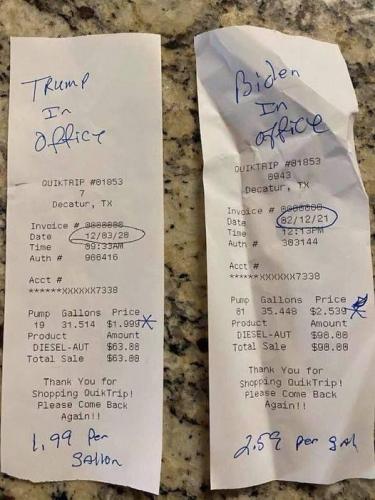 TRUMP
In
Office
QUIKTRIP #01853
7
Decatur, TX
Invoice # 0000000
Date 12/03/20
Time 09:33AM
Auth # 906416
Acct #
******XXXXXX7338
Pump Gallons Price
19 31.514 $1.999*
Product Amount
DIESEL-AUT $63.00
Total Sale $63.00
Thank You for
Shopping QuikTrip!
Please Come Back
Again!!
1.99 Per
gallon
Biden
In
office
QUIKTRIP #01853
0943
Decatur, TX
Invoice # 0000000
Date 02/12/21
Time 12:13PM
Auth # 303144
Acct #
******XXXXXX7338
Pump Gallons Price
01 35.448 $2.539*
Product Amount
DIESEL-AUT $90.00
Total Sale $90.00
Thank You for
Shopping QuikTrip!
Please Come Back
Again!!
2.59 per gal